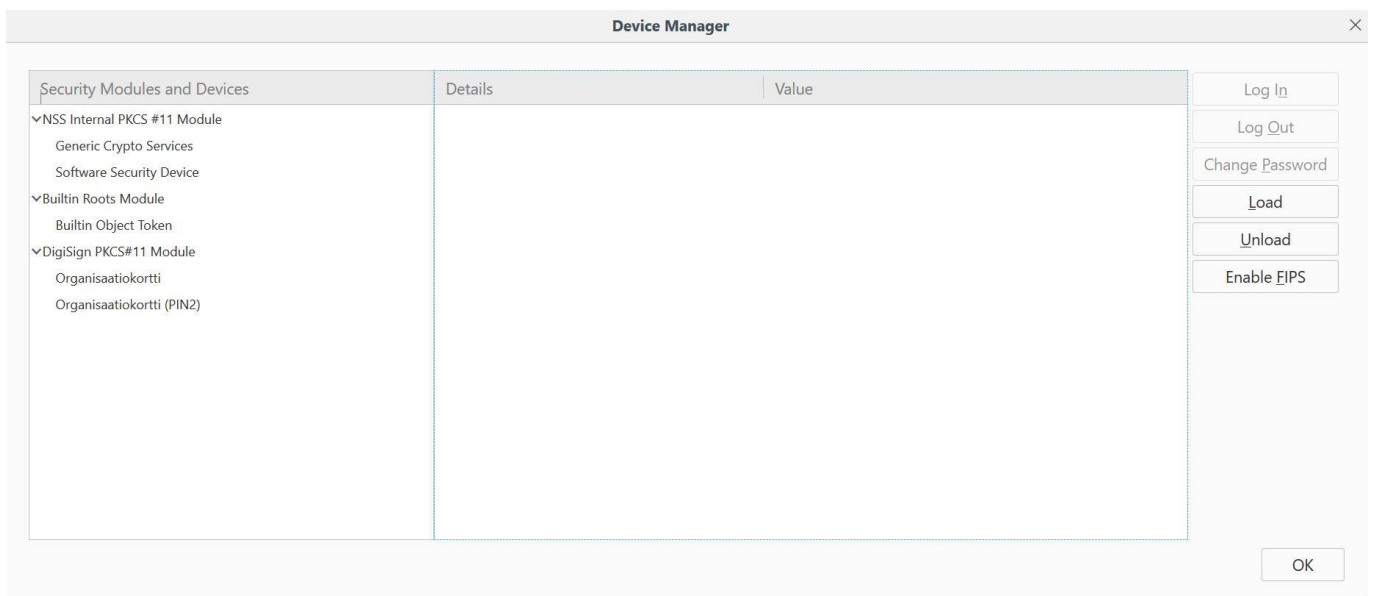 Device Manager
Security Modules and Devices
Details
Value
NSS Internal PKCS #11 Module
Generic Crypto Services
Software Security Device
Builtin Roots Module
Builtin Object Token
DigiSign PKCS#11 Module
Organisaatiokortti
Organisaatiokortti (PIN2)
Log In
Log Out
Change Password
Load
Unload
Enable FIPS
OK